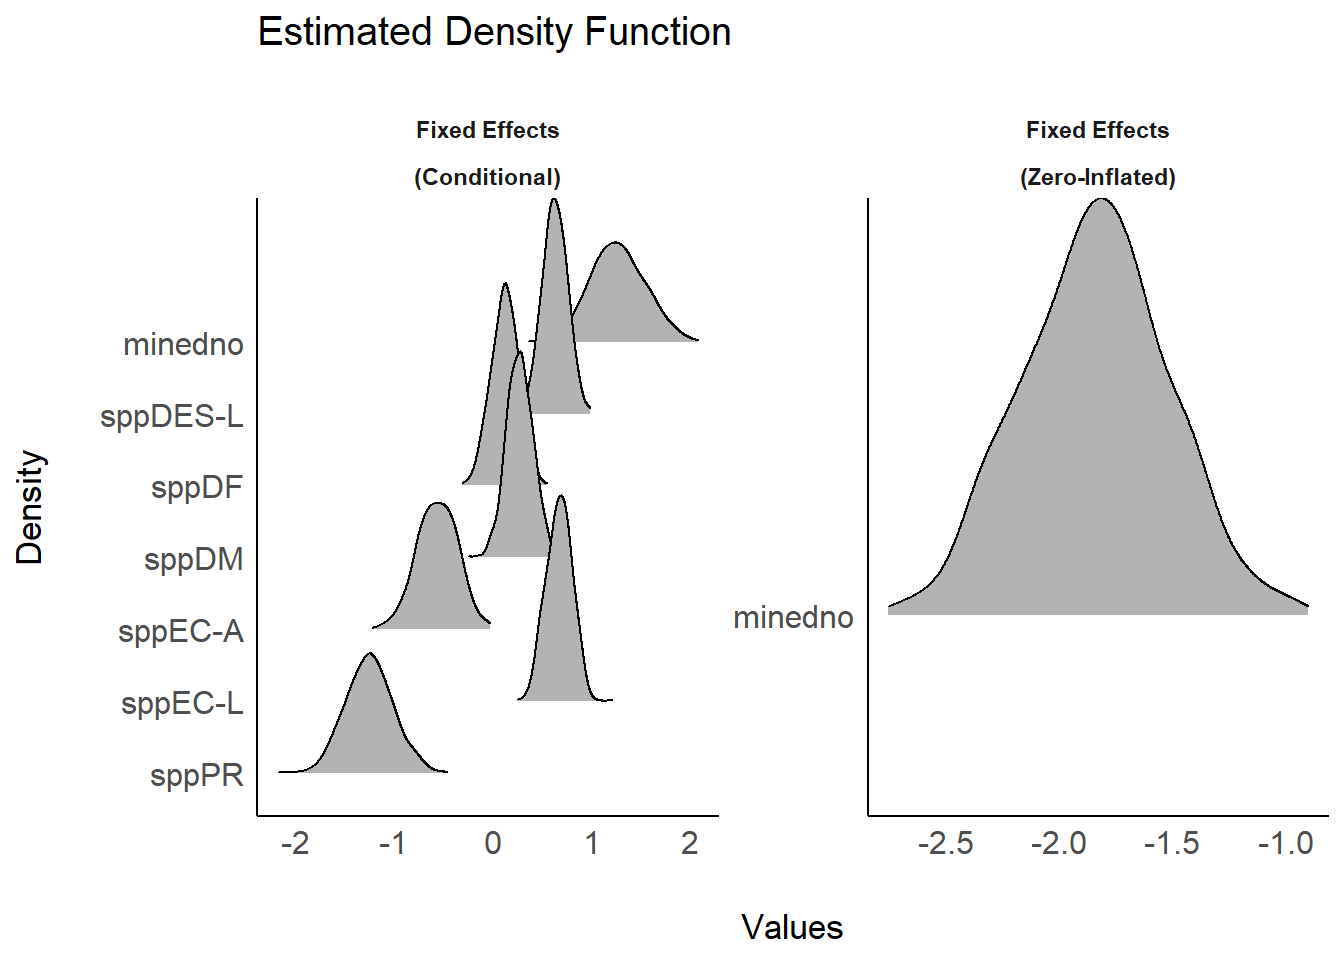 Estimated Density Function
Fixed Effects
(Conditional)
Fixed Effects
(Zero-Inflated)
Density
minedno
sppDES-L
sppDF
sppDM
sppEC-A
sppEC-L
sppPR
minedno
-2 -1 0 1 2
-2.5 -2.0 -1.5 -1.0
Values